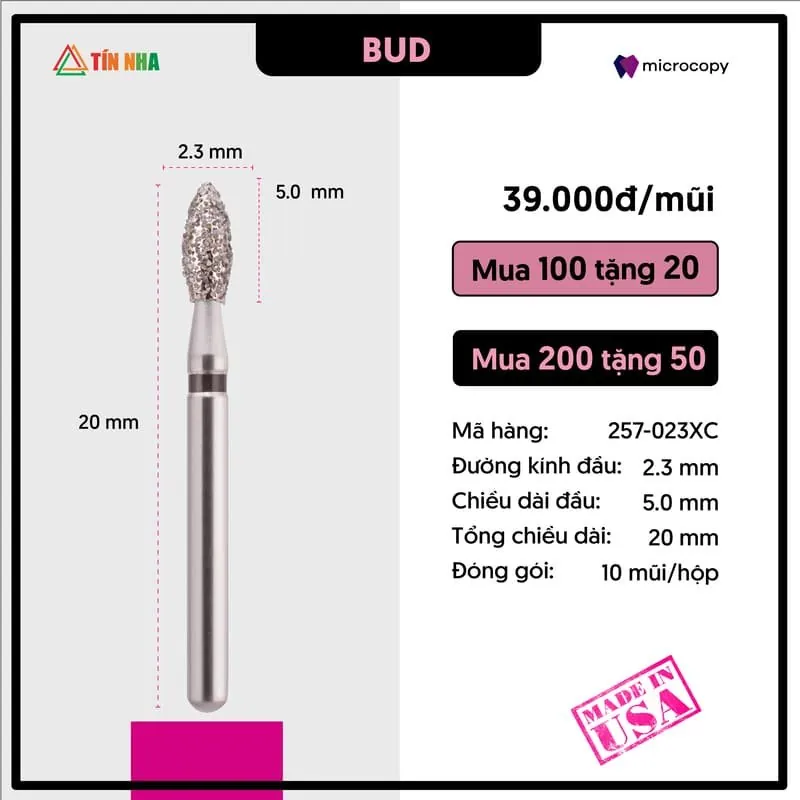 TÍN NHA
BUD
microcopy
2.3 mm
5.0 mm
20 mm
39.000đ/mũi
Mua 100 tặng 20
Mua 200 tặng 50
Mã hàng: 257-023XC
Đường kính đầu: 2.3 mm
Chiều dài đầu: 5.0 mm
Tổng chiều dài: 20 mm
Đóng gói: 10 mũi/hộp
MADE IN
USA